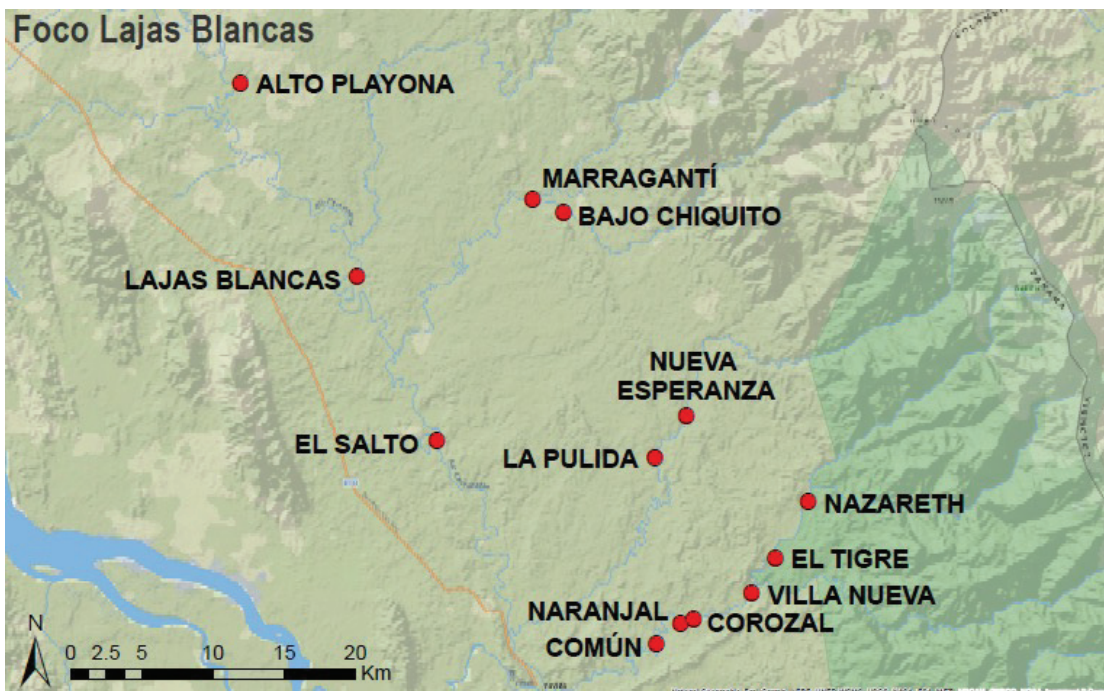 Foco Lajas Blancas
ALTO PLAYONA
MARRAGANTÍ
BAJO CHIQUITO
LAJAS BLANCAS
NUEVA
ESPERANZA
EL SALTO
LA PULIDA
NAZARETH
EL TIGRE
VILLA NUEVA
NARANJAL
COROZAL
COMÚN
N
0 2.5 5 10 15 20
Km